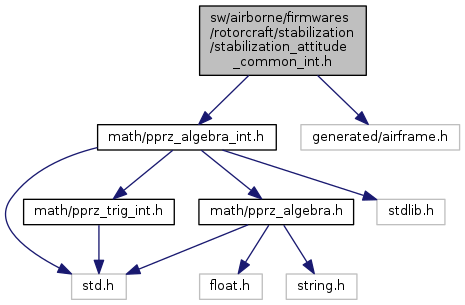 sw/airborne/firmwares
/rotorcraft/stabilization
/stabilization_attitude
_common_int.h
math/pprz_algebra_int.h
generated/airframe.h
math/pprz_trig_int.h
math/pprz_algebra.h
stdlib.h
std.h
float.h
string.h